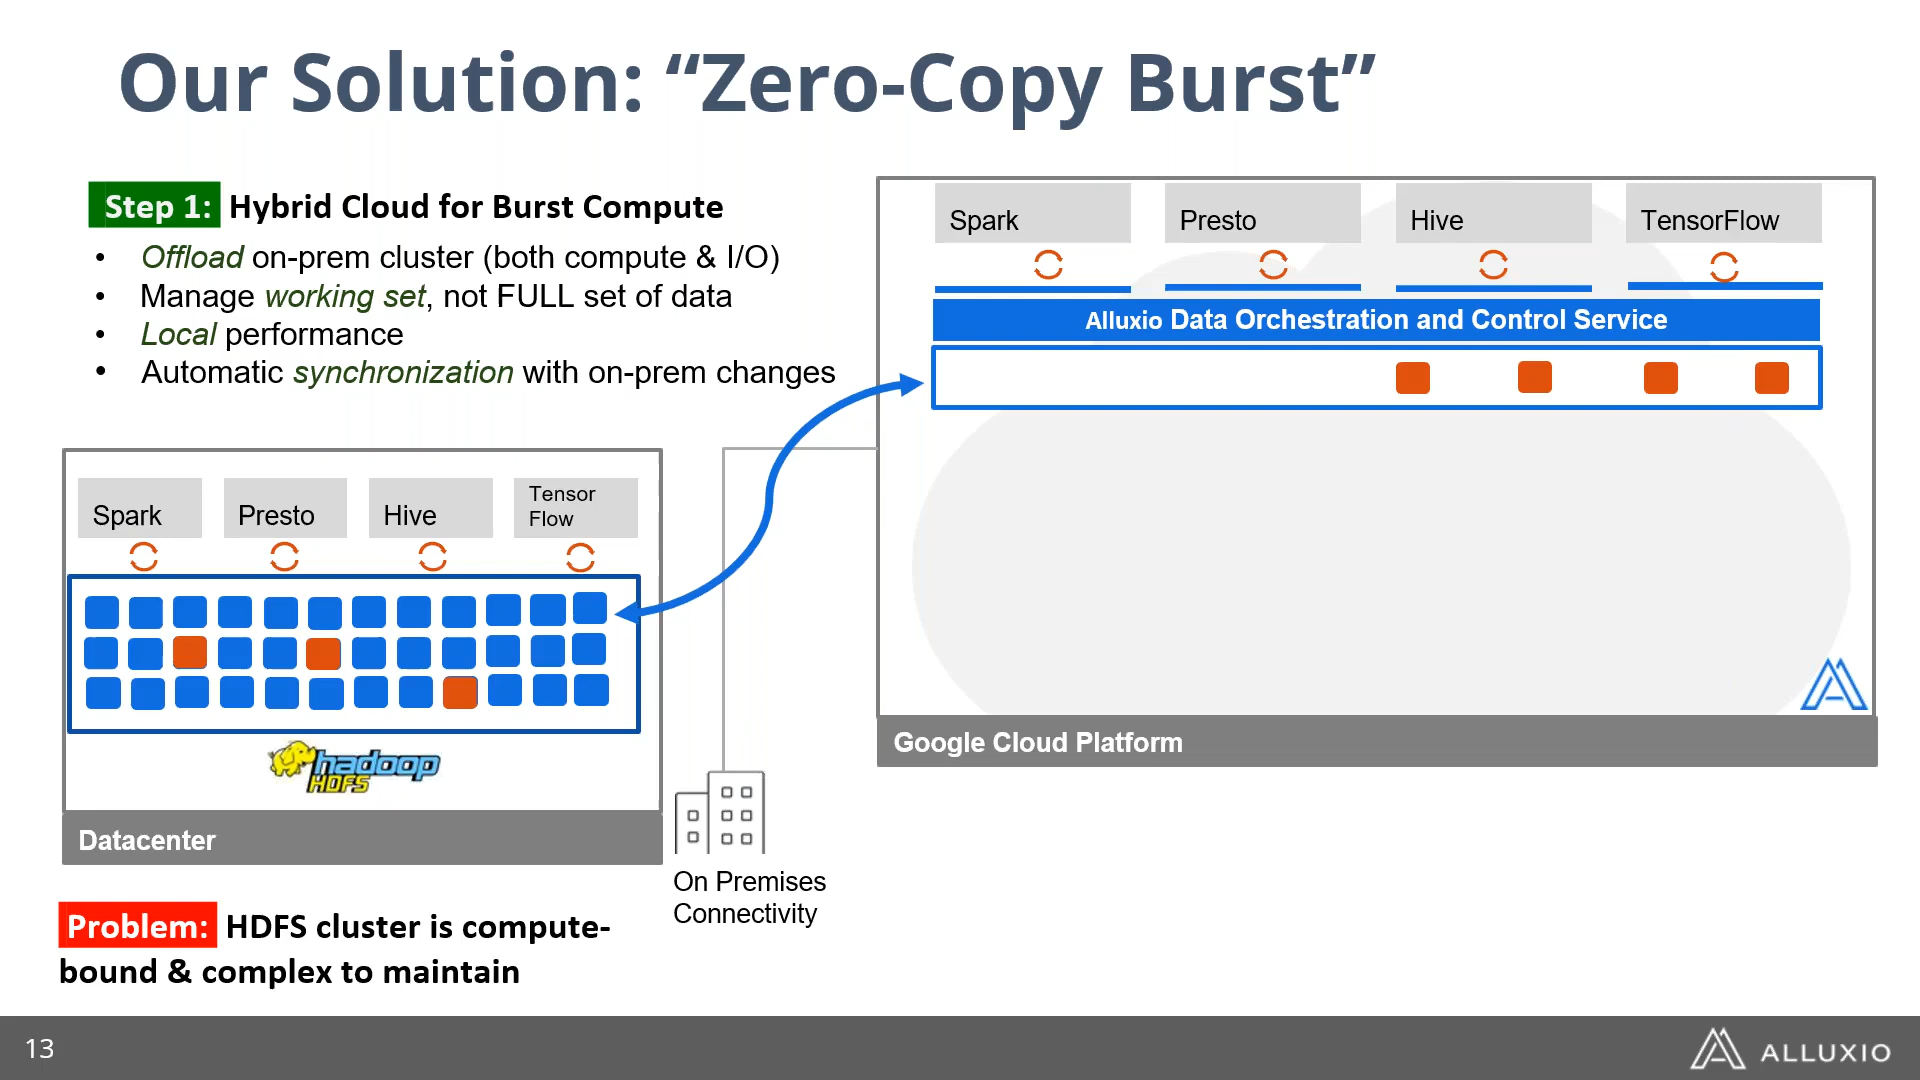 Our Solution: “Zero-Copy Burst”
Step 1: Hybrid Cloud for Burst Compute
• Offload on-prem cluster (both compute & I/O)
• Manage working set, not FULL set of data
• Local performance
• Automatic synchronization with on-prem changes
Spark Presto Hive TensorFlow
Alluxio Data Orchestration and Control Service
Google Cloud Platform
Spark Presto Hive Tensor
Flow
hadoop
HDFS
Datacenter
On Premises
Connectivity
Problem: HDFS cluster is compute-
bound & complex to maintain
13
ALLUXIO